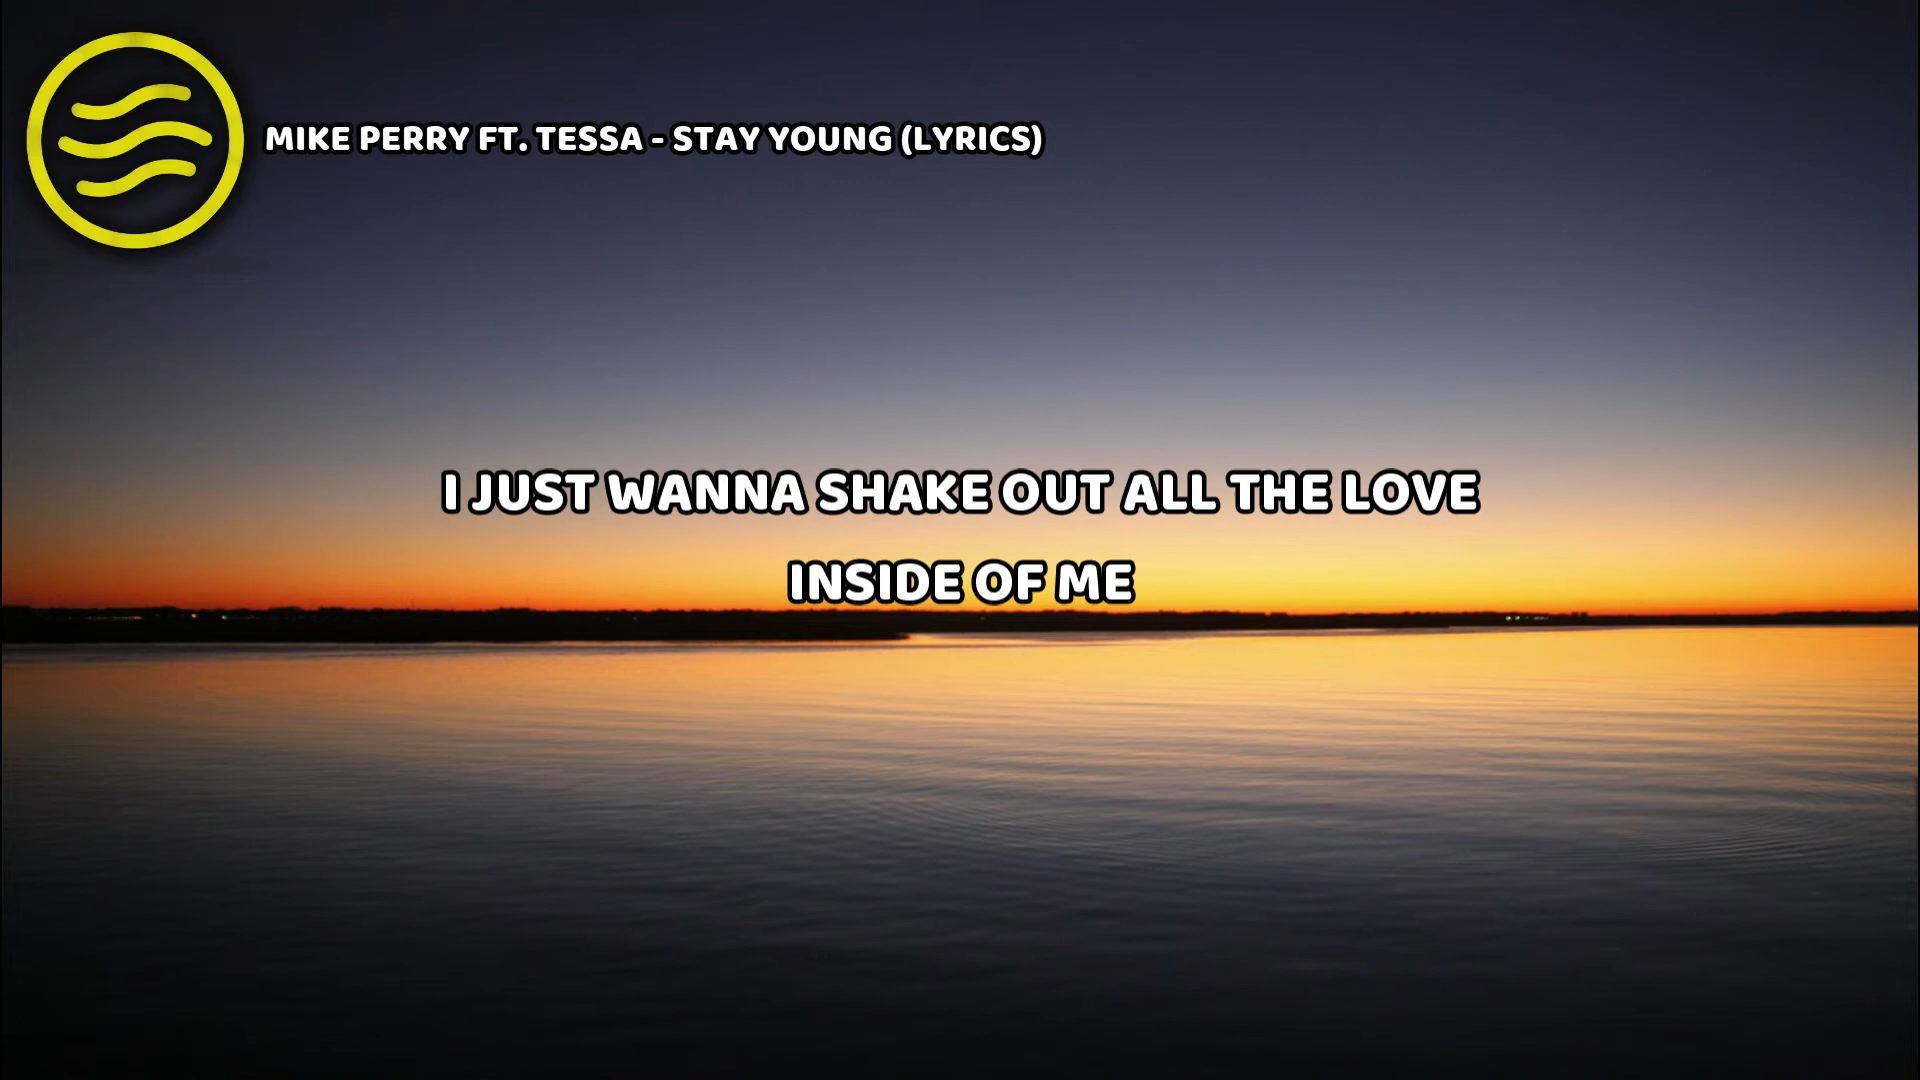 MIKE PERRY FT. TESSA - STAY YOUNG (LYRICS)
I JUST WANNA SHAKE OUT ALL THE LOVE
INSIDE OF ME